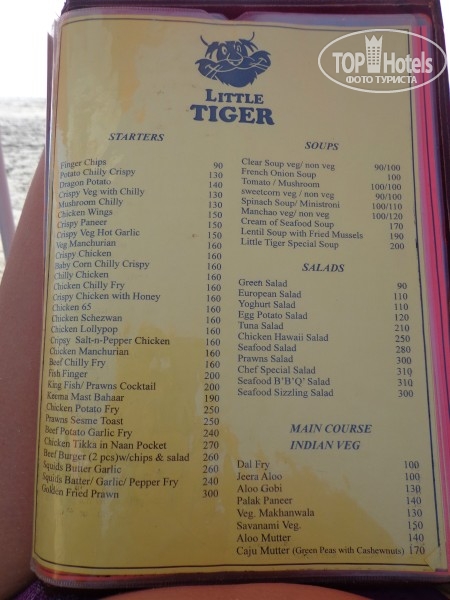 TOP Hotels
ФОТО ТУРИСТА
LITTLE
TIGER
STARTERS
Finger Chips 90
Potato Chilly Crispy 130
Dragon Potato 140
Crispy Veg with Chilly 130
Mushroom Chilly 130
Chicken Wings 150
Crispy Paneer 150
Crispy Veg Hot Garlic 150
Veg Manchurian 160
Crispy Chicken 160
Baby Corn Chilly Crispy 160
Chilly Chicken 160
Chicken Chilly Fry 160
Crispy Chicken with Honey 160
Chicken 65 160
Chicken Schezwan 160
Chicken Lollypop 160
Cripsy Salt-n-Pepper Chicken 160
Chicken Manchurian 160
Beef Chilly Fry 160
Fish Finger 200
King Fish/ Prawns Cocktail 200
Keema Mast Bahaar 190
Chicken Potato Fry 250
Prawns Sesme Toast 250
Beef Potato Garlic Fry 240
Chicken Tikka in Naan Pocket 270
Beef Burger (2 pcs)w/chips & salad 260
Squids Butter Garlic 260
Squids Batter/ Garlic/ Pepper Fry 240
Golden Fried Prawn 300
SOUPS
Clear Soup veg/ non veg 90/100
French Onion Soup 100
Tomato / Mushroom 100/100
sweetcorn veg / non veg 90/100
Spinach Soup/ Ministroni 100/110
Manchao veg/ non veg 100/120
Cream of Seafood Soup 170
Lentil Soup with Fried Mussels 190
Little Tiger Special Soup 200
SALADS
Green Salad 90
European Salad 110
Yoghurt Salad 110
Egg Potato Salad 120
Tuna Salad 210
Chicken Hawaii Salad 250
Seafood Salad 280
Prawns Salad 300
Chef Special Salad 310
Seafood B'B'Q' Salad 310
Seafood Sizzling Salad 300
MAIN COURSE
INDIAN VEG
Dal Fry 100
Jeera Aloo 100
Aloo Gobi 130
Palak Paneer 140
Veg. Makhanwala 130
Savanami Veg. 150
Aloo Mutter 140
Caju Mutter (Green Peas with Cashewnuts) 170